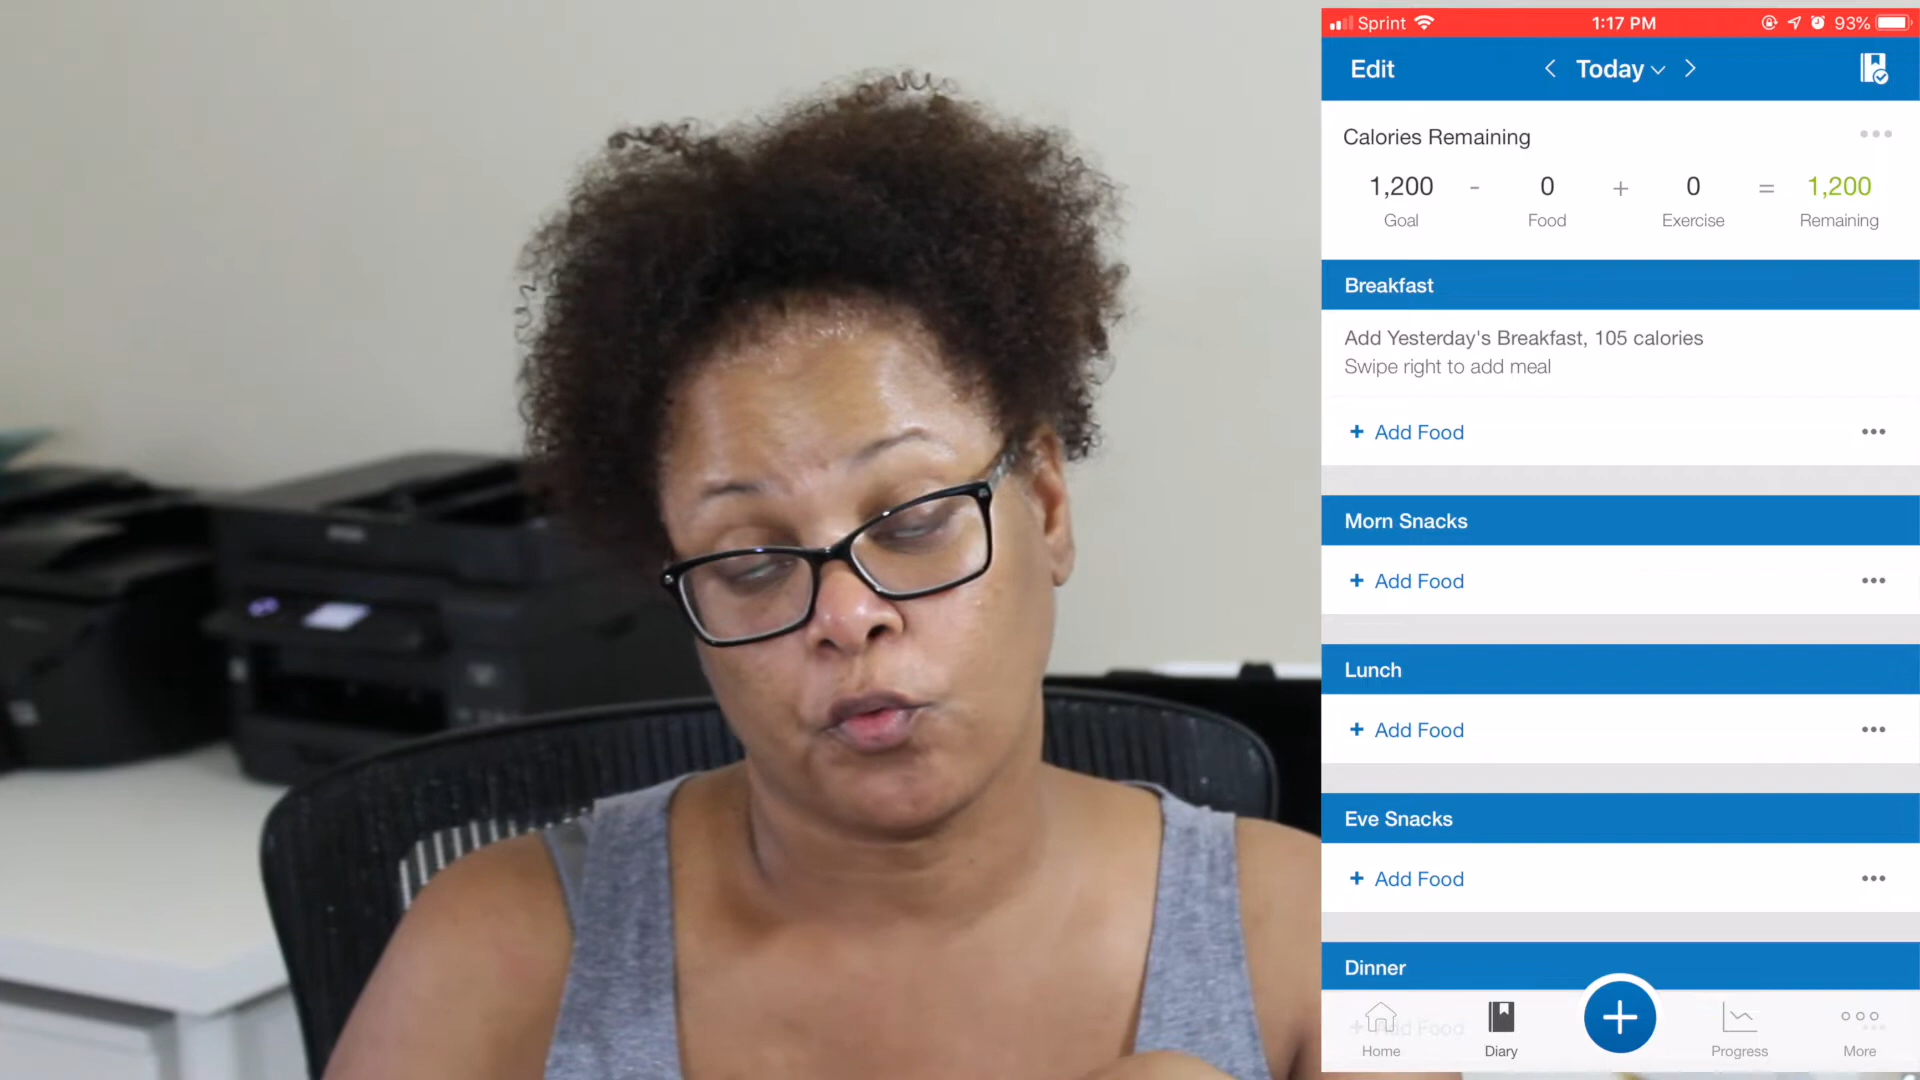 Sprint 1:17 PM 93%
Edit Today
Calories Remaining
1,200 - 0 + 0 = 1,200
Goal Food Exercise Remaining
Breakfast
Add Yesterday's Breakfast, 105 calories
Swipe right to add meal
+ Add Food
Morn Snacks
+ Add Food
Lunch
+ Add Food
Eve Snacks
+ Add Food
Dinner
+ Add Food
Home Diary Progress More